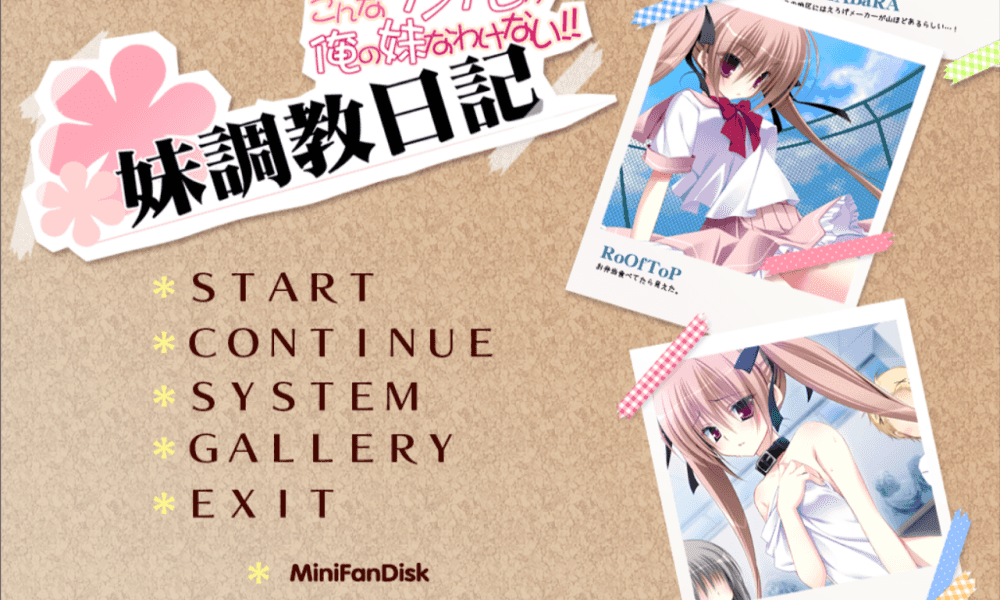 こんな
俺の妹なわけない!!
妹調教日記
RoOfToP
お弁当食べてたら見えた。
START
CONTINUE
SYSTEM
GALLERY
EXIT
MiniFanDisk